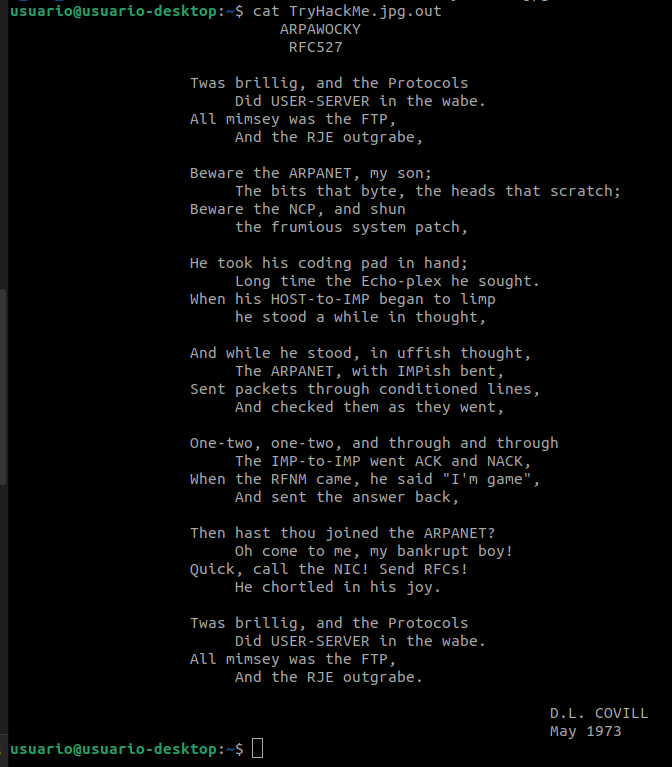 usuario@usuario-desktop:~$ cat TryHackMe.jpg.out
ARPAWOCKY
RFC527
Twas brillig, and the Protocols
Did USER-SERVER in the wabe.
All mimsey was the FTP,
And the RJE outgrabe,
Beware the ARPANET, my son;
The bits that byte, the heads that scratch;
Beware the NCP, and shun
the frumious system patch,
He took his coding pad in hand;
Long time the Echo-plex he sought.
When his HOST-to-IMP began to limp
he stood a while in thought,
And while he stood, in uffish thought,
The ARPANET, with IMPish bent,
Sent packets through conditioned lines,
And checked them as they went,
One-two, one-two, and through and through
The IMP-to-IMP went ACK and NACK,
When the RFNM came, he said "I'm game",
And sent the answer back,
Then hast thou joined the ARPANET?
Oh come to me, my bankrupt boy!
Quick, call the NIC! Send RFCs!
He chortled in his joy.
Twas brillig, and the Protocols
Did USER-SERVER in the wabe.
All mimsey was the FTP,
And the RJE outgrabe.
D.L. COVILL
May 1973
usuario@usuario-desktop:~$